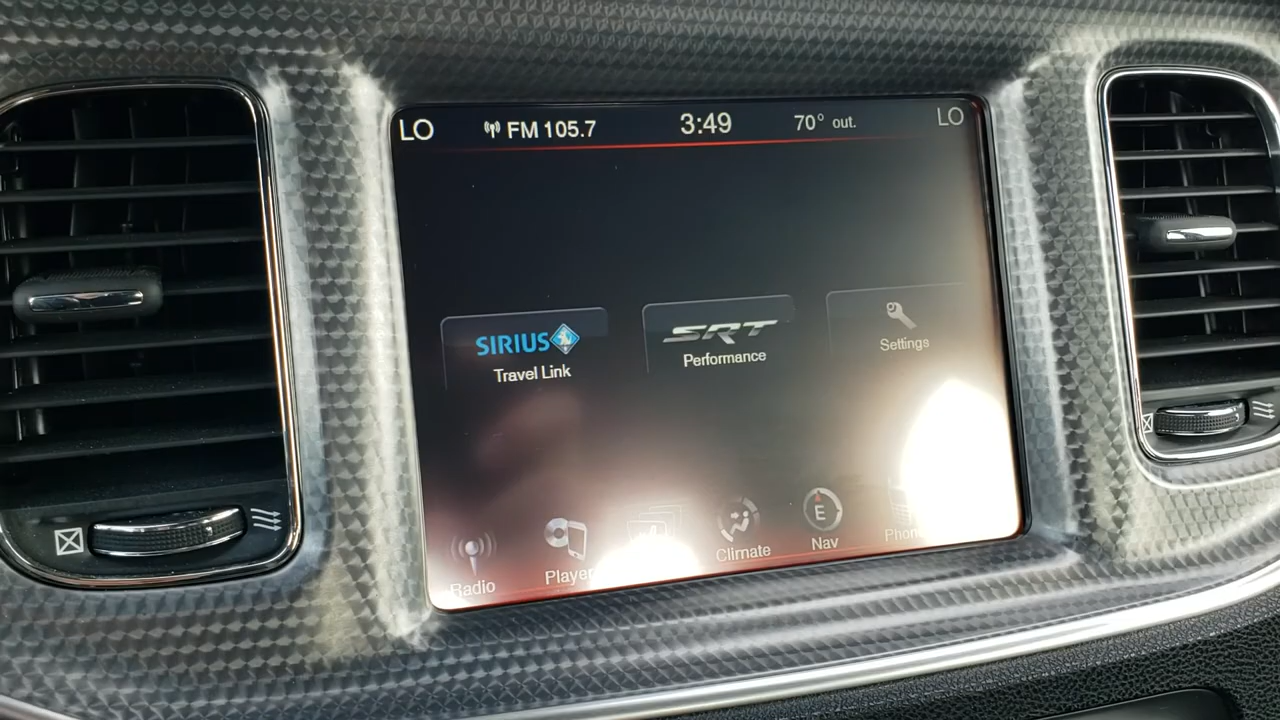 LO FM 105.7 3:49 70° out. LO
SIRIUS
Travel Link
SRT
Performance
Settings
Radio
Player
Climate
E
Nav
Phon